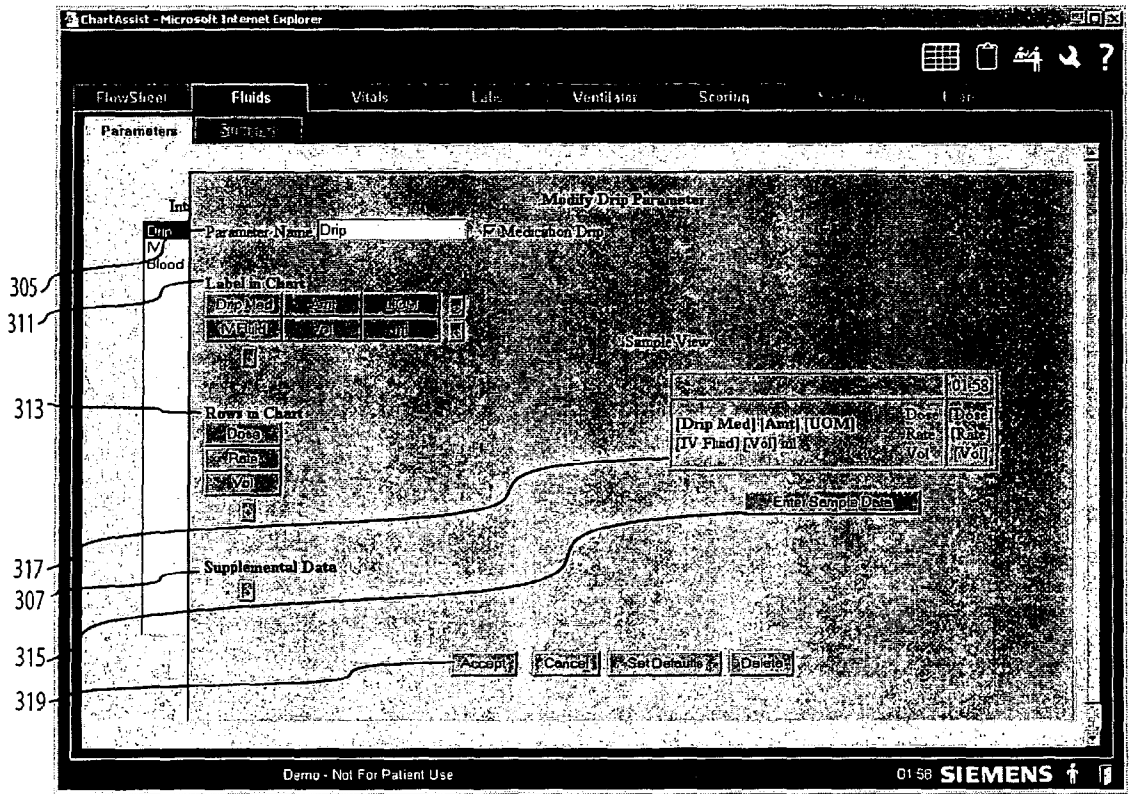 ChartAssist - Microsoft Internet Explorer
?
FlowSheet Fluids Vitals Labs Ventilator Scoring
Parameters
Modify Drip Parameter
Int
Drip
IV
Blood
Parameter Name Drip Medication Drip
305
311
Label in Chart
Drip Med Amt UOM
IV Fluid Vol ml
Sample View
01:58
313
Rows in Chart
Dose
Rate
Vol
[Drip Med] [Amt] [UOM]
[IV Fluid] [Vol] ml
Dose [Dose]
Rate [Rate]
Vol [Vol]
Enter Sample Data
317
307
Supplemental Data
315
319
Accept Cancel Set Defaults Delete
Demo - Not For Patient Use
01:58 SIEMENS